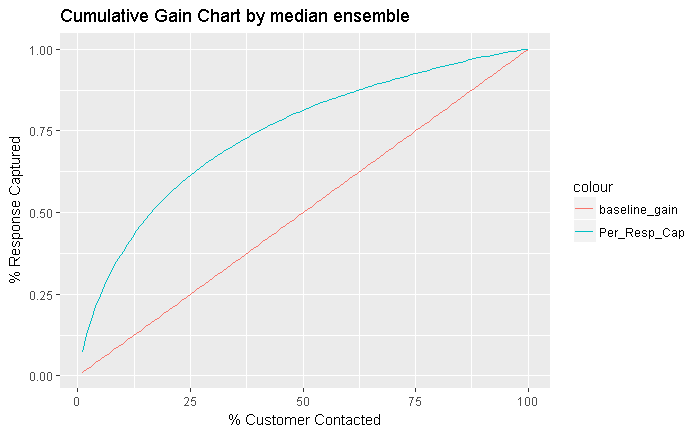 Cumulative Gain Chart by median ensemble
% Response Captured
1.00
0.75
0.50
0.25
0.00
0
25
50
75
100
% Customer Contacted
colour
baseline_gain
Per_Resp_Cap